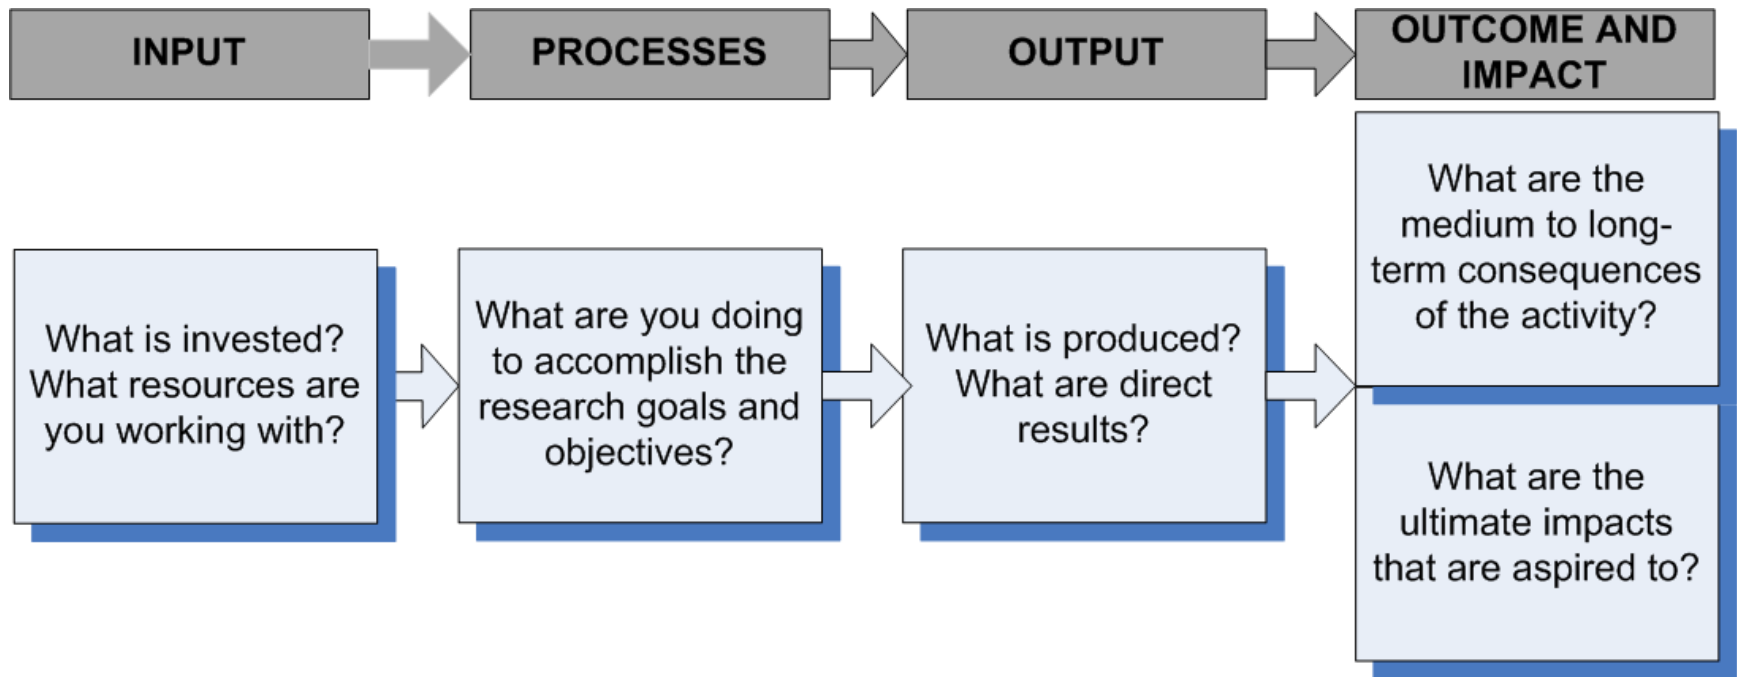 INPUT
PROCESSES
OUTPUT
OUTCOME AND
IMPACT
What is invested?
What resources are
you working with?
What are you doing
to accomplish the
research goals and
objectives?
What is produced?
What are direct
results?
What are the
medium to long-
term consequences
of the activity?
What are the
ultimate impacts
that are aspired to?